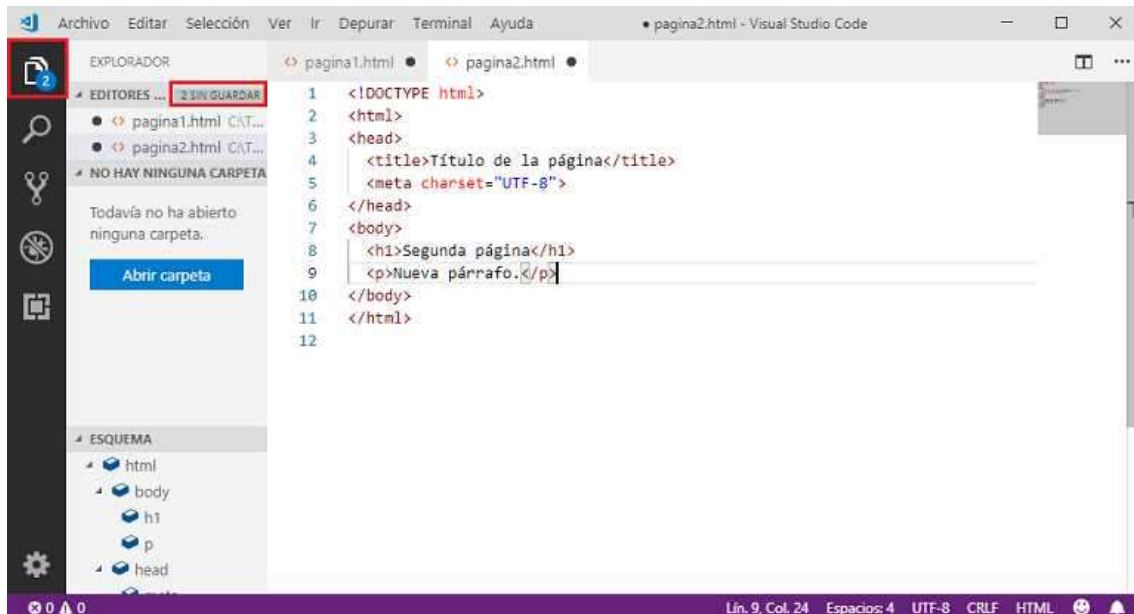 Archivo Editar Selección Ver Ir Depurar Terminal Ayuda
● pagina2.html - Visual Studio Code
2
EXPLORADOR
EDITORES ... 2 SIN GUARDAR
● <> pagina1.html C:\T...
● <> pagina2.html C:\T...
NO HAY NINGUNA CARPETA
Todavía no ha abierto
ninguna carpeta.
Abrir carpeta
ESQUEMA
html
body
h1
p
head
<> pagina1.html ● <> pagina2.html ●
1 <!DOCTYPE html>
2 <html>
3 <head>
4 <title>Título de la página</title>
5 <meta charset="UTF-8">
6 </head>
7 <body>
8 <h1>Segunda página</h1>
9 <p>Nueva párrafo.</p>
10 </body>
11 </html>
12
0 0 Lín. 9, Col. 24 Espacios: 4 UTF-8 CRLF HTML